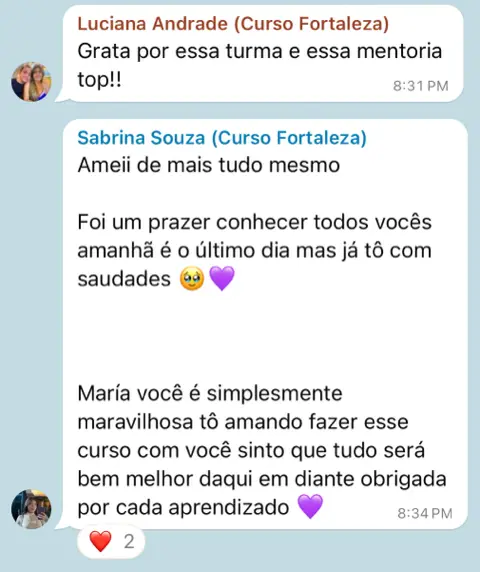 Luciana Andrade (Curso Fortaleza)
Grata por essa turma e essa mentoria
top!!
8:31 PM
Sabrina Souza (Curso Fortaleza)
Ameii de mais tudo mesmo
Foi um prazer conhecer todos vocês
amanhã é o último dia mas já tô com
saudades 🥹💜
María você é simplesmente
maravilhosa tô amando fazer esse
curso com você sinto que tudo será
bem melhor daqui em diante obrigada
por cada aprendizado 💜
8:34 PM
❤️ 2